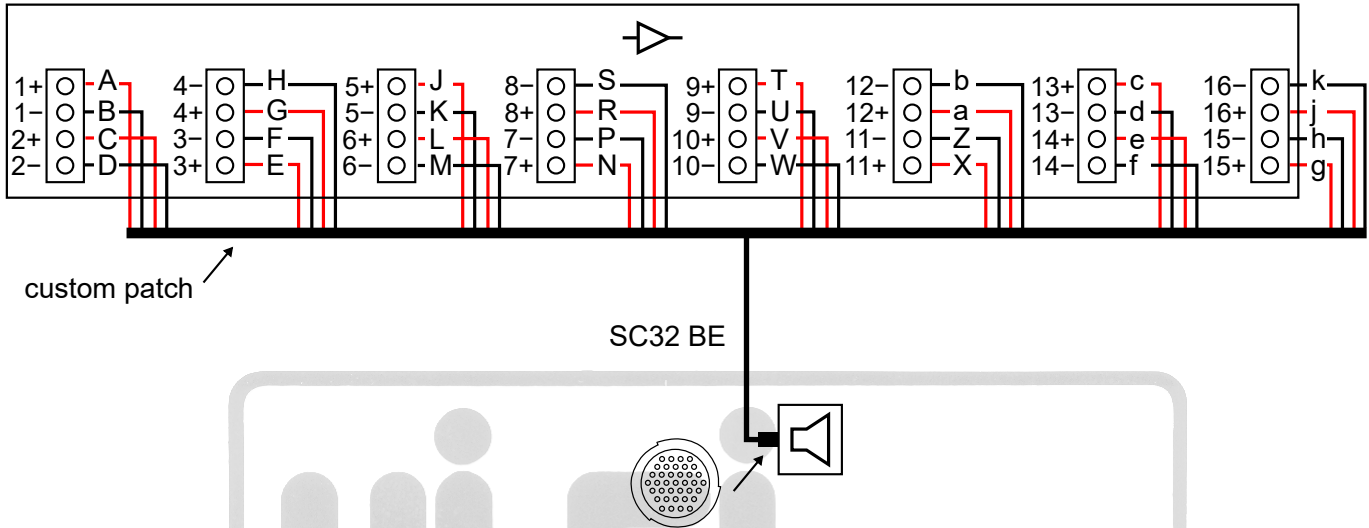 1+ A 4− H 5+ J 8− S 9+ T 12− b 13+ c 16− k
1− B 4+ G 5− K 8+ R 9− U 12+ a 13− d 16+ j
2+ C 3− F 6+ L 7− P 10+ V 11− Z 14+ e 15− h
2− D 3+ E 6− M 7+ N 10− W 11+ X 14− f 15+ g
custom patch
SC32 BE